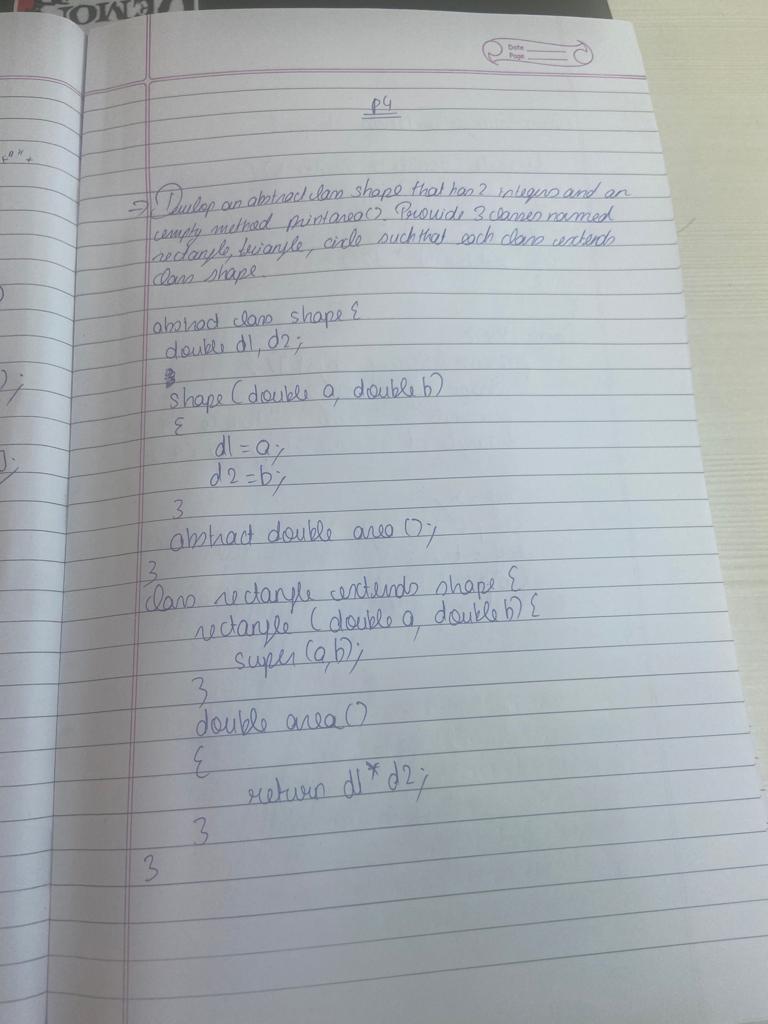 Date
Page
P4
⇒ Develop an abstract class shape that has 2 integers and an
empty method printarea(). Provide 3 classes named
rectangle, triangle, circle such that each class extends
class shape.
abstract class shape {
double d1, d2;
shape (double a, double b)
{
d1 = a;
d2 = b;
}
abstract double area ();
}
class rectangle extends shape {
rectangle (double a, double b) {
super (a,b);
}
double area ()
{
return d1 * d2;
}
}